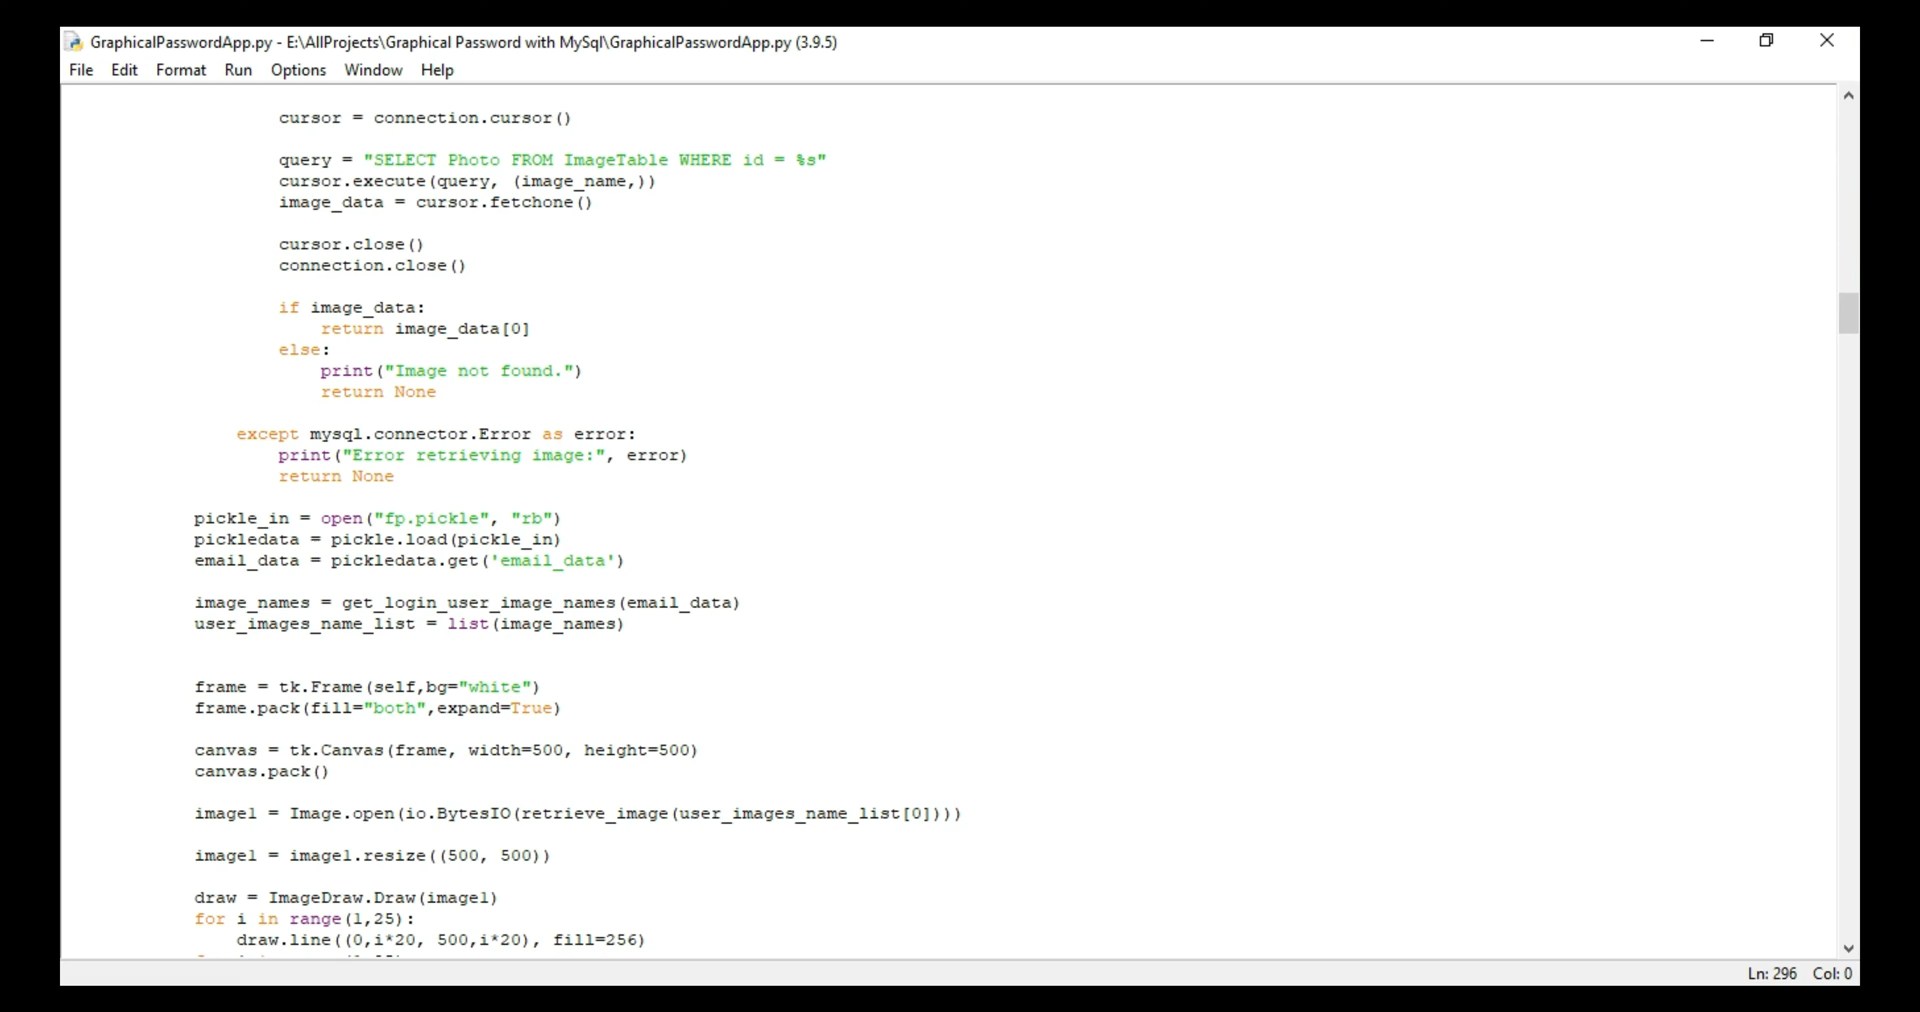 GraphicalPasswordApp.py - E:\AllProjects\Graphical Password with MySql\GraphicalPasswordApp.py (3.9.5)
File Edit Format Run Options Window Help
cursor = connection.cursor()
query = "SELECT Photo FROM ImageTable WHERE id = %s"
cursor.execute(query, (image_name,))
image_data = cursor.fetchone()
cursor.close()
connection.close()
if image_data:
return image_data[0]
else:
print("Image not found.")
return None
except mysql.connector.Error as error:
print("Error retrieving image:", error)
return None
pickle_in = open("fp.pickle", "rb")
pickledata = pickle.load(pickle_in)
email_data = pickledata.get('email_data')
image_names = get_login_user_image_names(email_data)
user_images_name_list = list(image_names)
frame = tk.Frame(self,bg="white")
frame.pack(fill="both",expand=True)
canvas = tk.Canvas(frame, width=500, height=500)
canvas.pack()
image1 = Image.open(io.BytesIO(retrieve_image(user_images_name_list[0])))
image1 = image1.resize((500, 500))
draw = ImageDraw.Draw(image1)
for i in range(1,25):
draw.line((0,i*20, 500,i*20), fill=256)
Ln: 296 Col: 0